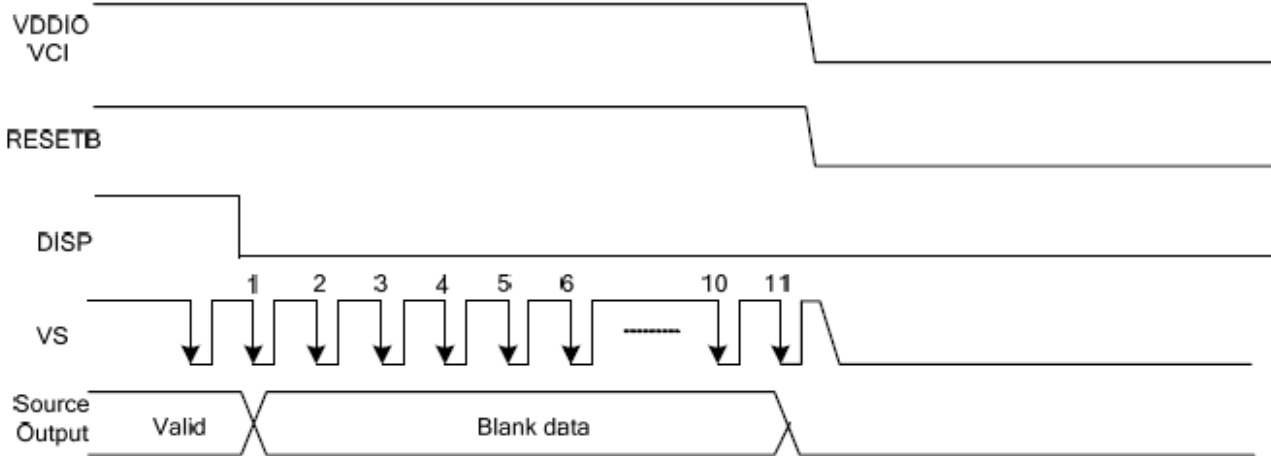 VDDIO
VCI
RESETB
DISP
1 2 3 4 5 6 10 11
VS
Source
Output
Valid
Blank data